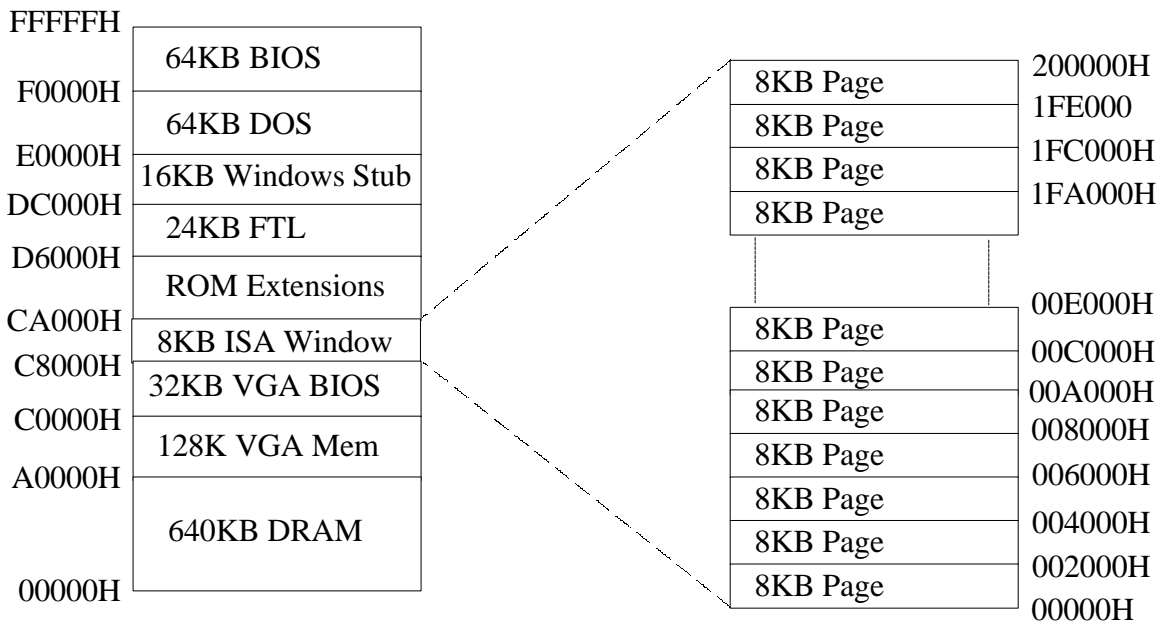 FFFFFH
64KB BIOS
F0000H
64KB DOS
E0000H
16KB Windows Stub
DC000H
24KB FTL
D6000H
ROM Extensions
CA000H
8KB ISA Window
C8000H
32KB VGA BIOS
C0000H
128K VGA Mem
A0000H
640KB DRAM
00000H
200000H
8KB Page
1FE000
8KB Page
1FC000H
8KB Page
1FA000H
8KB Page
00E000H
8KB Page
00C000H
8KB Page
00A000H
8KB Page
008000H
8KB Page
006000H
8KB Page
004000H
8KB Page
002000H
8KB Page
00000H